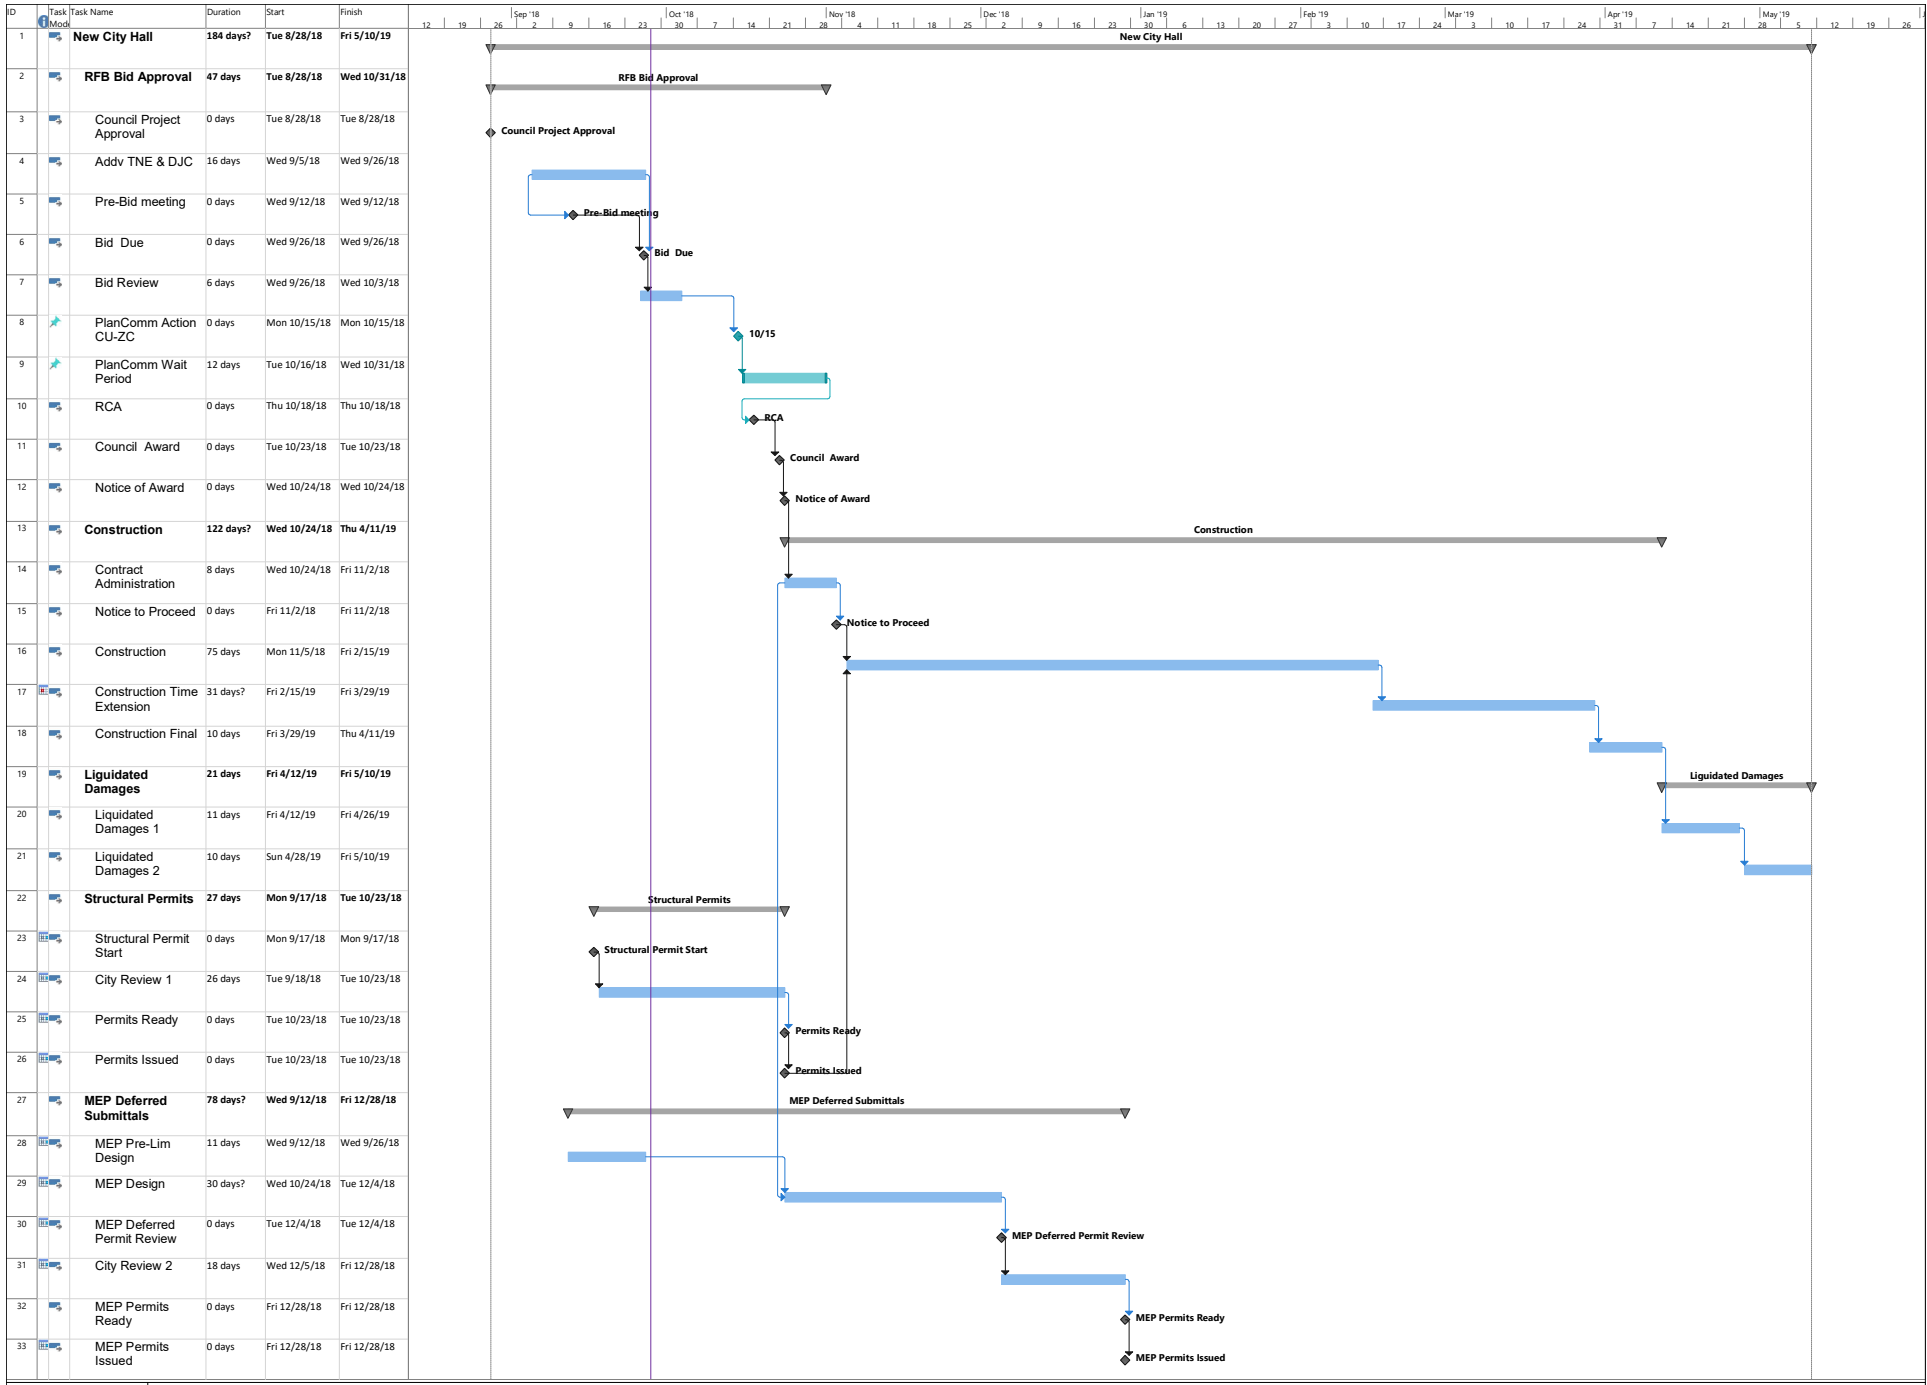 ID Task Mode Task Name Duration Start Finish
Sep '18 Oct '18 Nov '18 Dec '18 Jan '19 Feb '19 Mar '19 Apr '19 May '19
12 19 26 2 9 16 23 30 7 14 21 28 4 11 18 25 2 9 16 23 30 6 13 20 27 3 10 17 24 3 10 17 24 31 7 14 21 28 5 12 19 26
1 New City Hall 184 days? Tue 8/28/18 Fri 5/10/19 New City Hall
2 RFB Bid Approval 47 days Tue 8/28/18 Wed 10/31/18 RFB Bid Approval
3 Council Project 0 days Tue 8/28/18 Tue 8/28/18
Approval
Council Project Approval
4 Addv TNE & DJC 16 days Wed 9/5/18 Wed 9/26/18
5 Pre-Bid meeting 0 days Wed 9/12/18 Wed 9/12/18 Pre-Bid meeting
6 Bid Due 0 days Wed 9/26/18 Wed 9/26/18 Bid Due
7 Bid Review 6 days Wed 9/26/18 Wed 10/3/18
8 PlanComm Action 0 days Mon 10/15/18 Mon 10/15/18
CU-ZC
10/15
9 PlanComm Wait 12 days Tue 10/16/18 Wed 10/31/18
Period
10 RCA 0 days Thu 10/18/18 Thu 10/18/18 RCA
11 Council Award 0 days Tue 10/23/18 Tue 10/23/18 Council Award
12 Notice of Award 0 days Wed 10/24/18 Wed 10/24/18 Notice of Award
13 Construction 122 days? Wed 10/24/18 Thu 4/11/19 Construction
14 Contract 8 days Wed 10/24/18 Fri 11/2/18
Administration
15 Notice to Proceed 0 days Fri 11/2/18 Fri 11/2/18 Notice to Proceed
16 Construction 75 days Mon 11/5/18 Fri 2/15/19
17 Construction Time 31 days? Fri 2/15/19 Fri 3/29/19
Extension
18 Construction Final 10 days Fri 3/29/19 Thu 4/11/19
19 Liguidated 21 days Fri 4/12/19 Fri 5/10/19 Liguidated Damages
Damages
20 Liquidated 11 days Fri 4/12/19 Fri 4/26/19
Damages 1
21 Liquidated 10 days Sun 4/28/19 Fri 5/10/19
Damages 2
22 Structural Permits 27 days Mon 9/17/18 Tue 10/23/18 Structural Permits
23 Structural Permit 0 days Mon 9/17/18 Mon 9/17/18
Start
Structural Permit Start
24 City Review 1 26 days Tue 9/18/18 Tue 10/23/18
25 Permits Ready 0 days Tue 10/23/18 Tue 10/23/18 Permits Ready
26 Permits Issued 0 days Tue 10/23/18 Tue 10/23/18 Permits Issued
27 MEP Deferred 78 days? Wed 9/12/18 Fri 12/28/18 MEP Deferred Submittals
Submittals
28 MEP Pre-Lim 11 days Wed 9/12/18 Wed 9/26/18
Design
29 MEP Design 30 days? Wed 10/24/18 Tue 12/4/18
30 MEP Deferred 0 days Tue 12/4/18 Tue 12/4/18
Permit Review
MEP Deferred Permit Review
31 City Review 2 18 days Wed 12/5/18 Fri 12/28/18
32 MEP Permits 0 days Fri 12/28/18 Fri 12/28/18
Ready
MEP Permits Ready
33 MEP Permits 0 days Fri 12/28/18 Fri 12/28/18
Issued
MEP Permits Issued